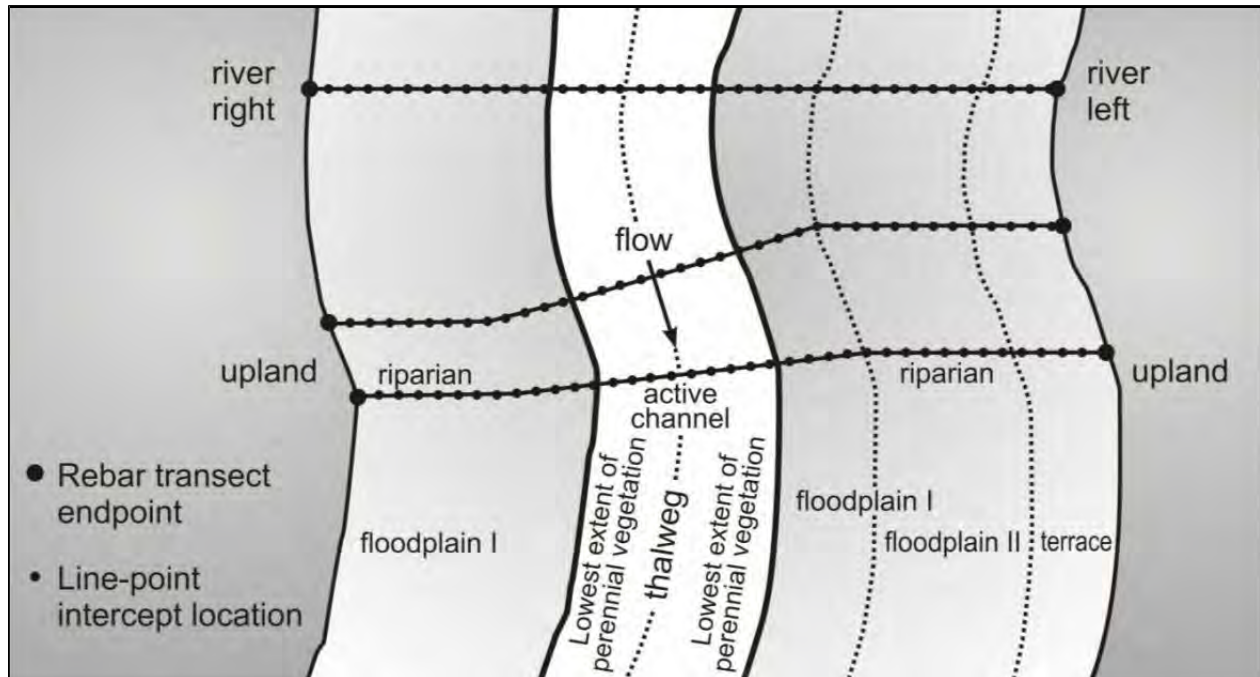 river
right
river
left
flow
upland
riparian
riparian
upland
active
channel
Rebar transect
endpoint
Line-point
intercept location
floodplain I
Lowest extent of
perennial vegetation
thalweg
Lowest extent of
perennial vegetation
floodplain I
floodplain II
terrace